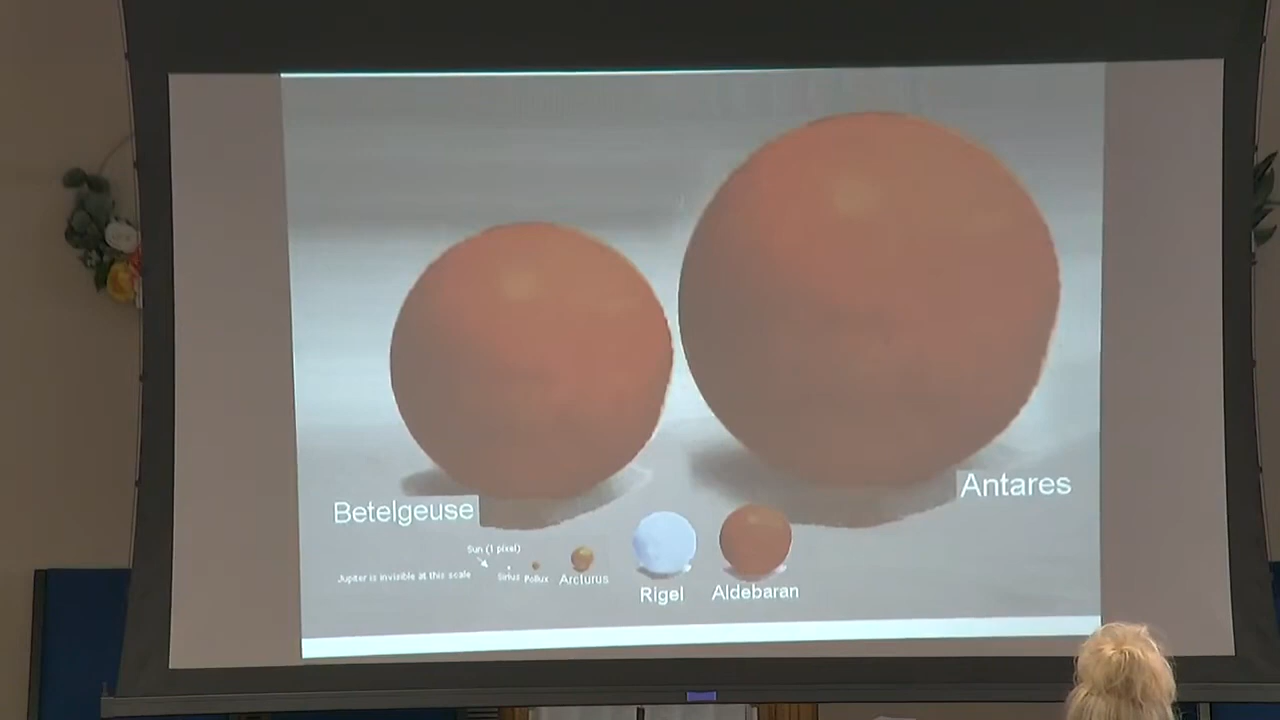 Betelgeuse
Antares
Sun (1 pixel)
Jupiter is invisible at this scale
Sirius
Pollux
Arcturus
Rigel
Aldebaran